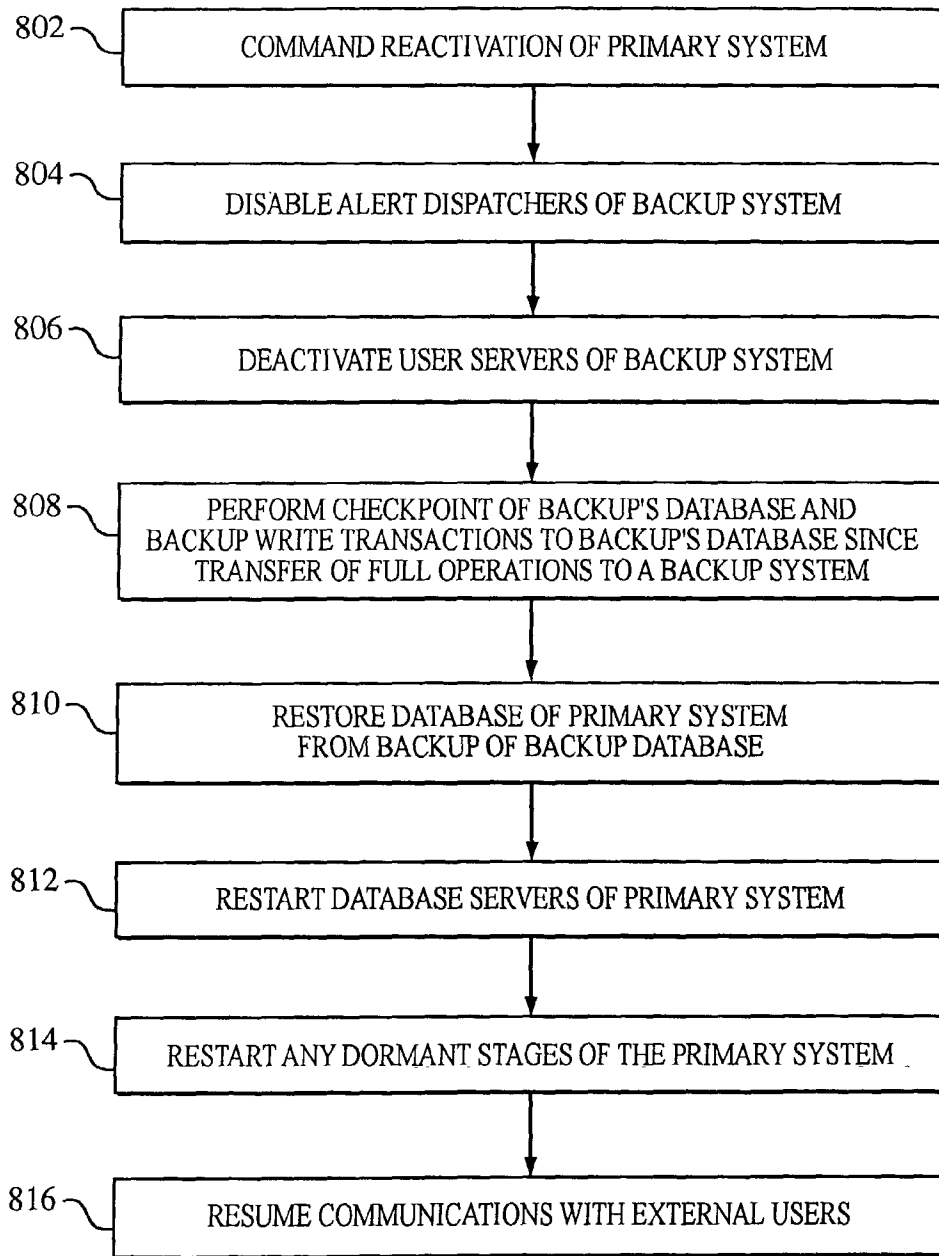 802
COMMAND REACTIVATION OF PRIMARY SYSTEM
804
DISABLE ALERT DISPATCHERS OF BACKUP SYSTEM
806
DEACTIVATE USER SERVERS OF BACKUP SYSTEM
808
PERFORM CHECKPOINT OF BACKUP'S DATABASE AND
BACKUP WRITE TRANSACTIONS TO BACKUP'S DATABASE SINCE
TRANSFER OF FULL OPERATIONS TO A BACKUP SYSTEM
810
RESTORE DATABASE OF PRIMARY SYSTEM
FROM BACKUP OF BACKUP DATABASE
812
RESTART DATABASE SERVERS OF PRIMARY SYSTEM
814
RESTART ANY DORMANT STAGES OF THE PRIMARY SYSTEM
816
RESUME COMMUNICATIONS WITH EXTERNAL USERS